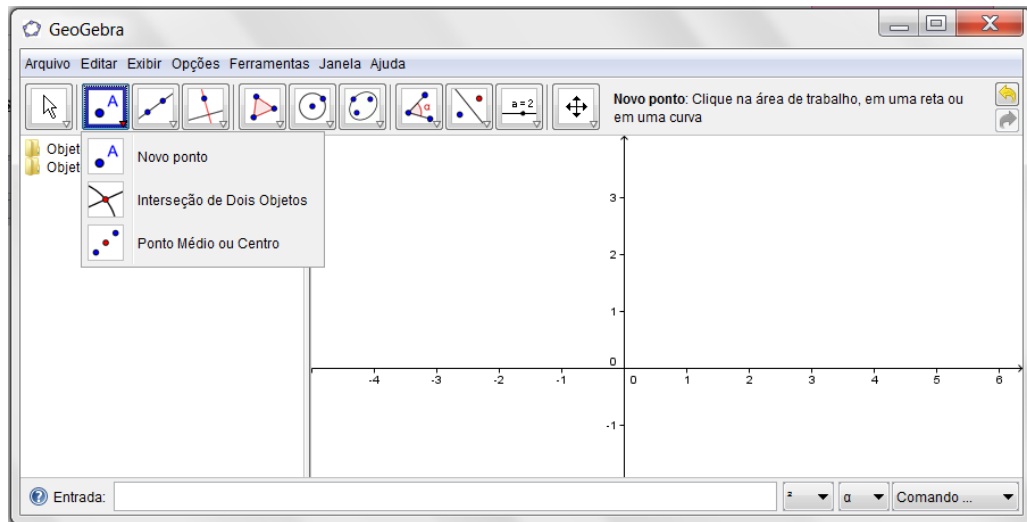 GeoGebra
Arquivo Editar Exibir Opções Ferramentas Janela Ajuda
A
α
a=2
Novo ponto: Clique na área de trabalho, em uma reta ou
em uma curva
Objet
Objet
A Novo ponto
Interseção de Dois Objetos
Ponto Médio ou Centro
3
2
1
0
-4 -3 -2 -1 0 1 2 3 4 5 6
-1
Entrada: ² α Comando ...